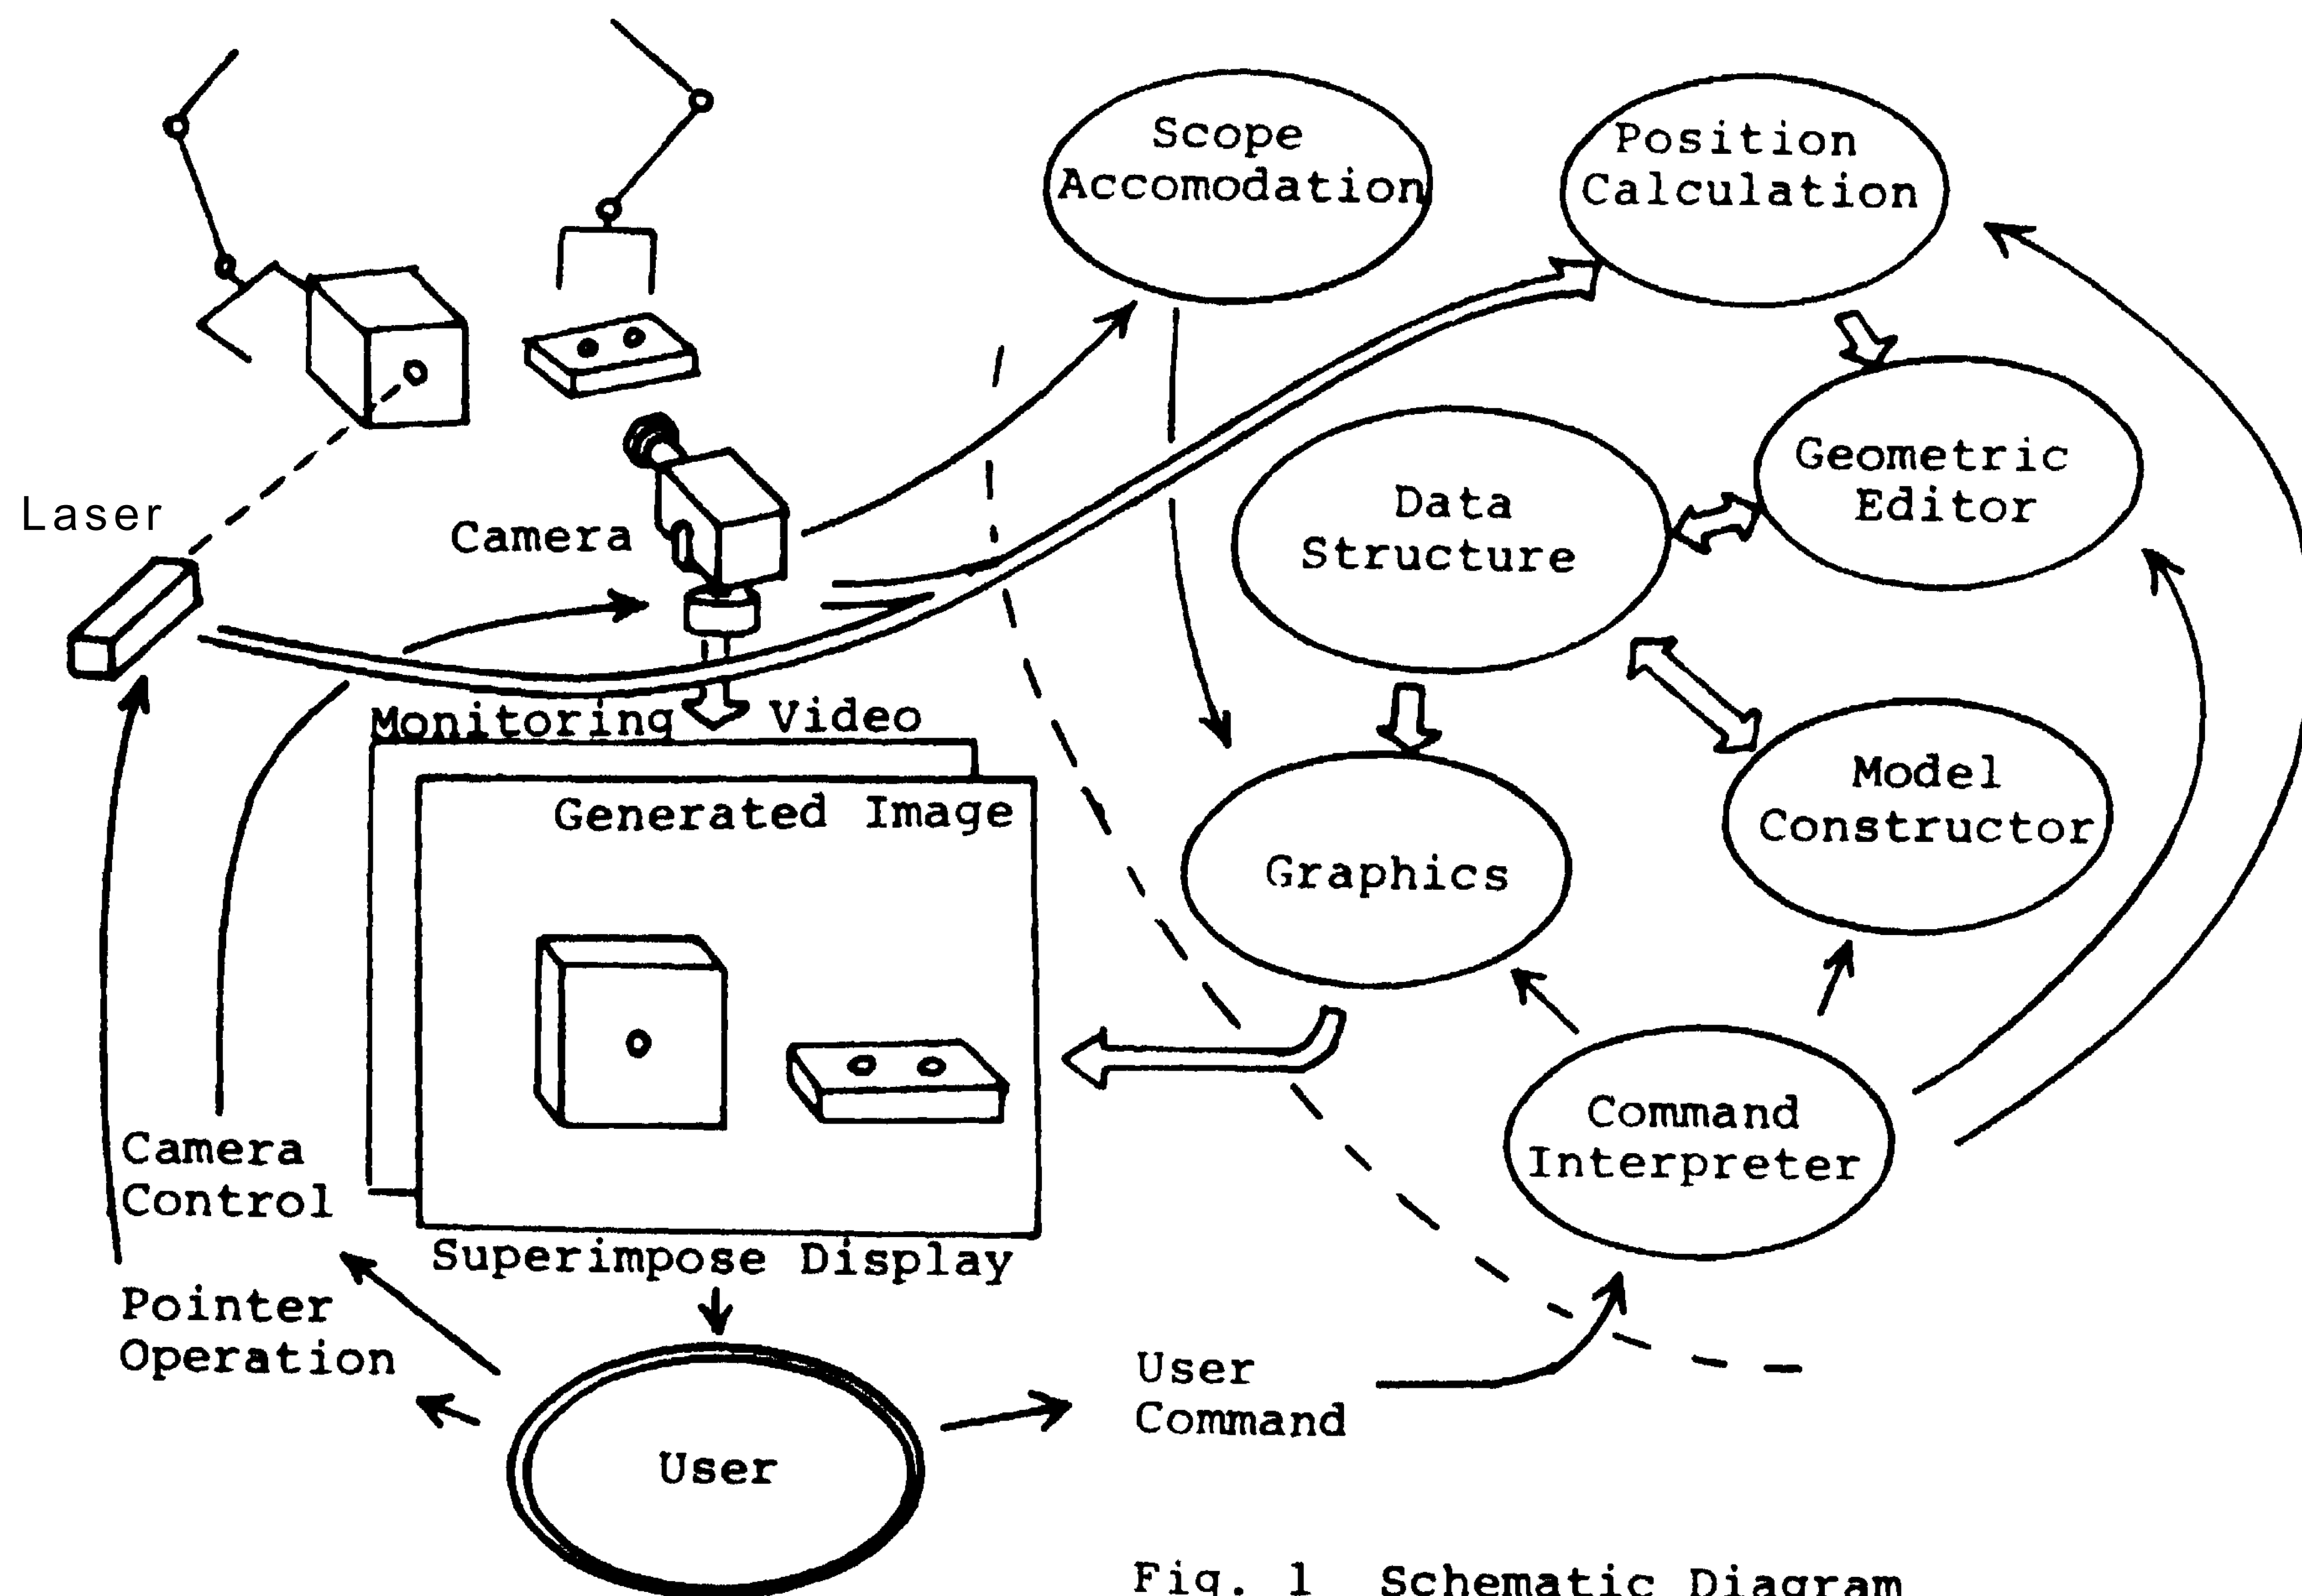 Scope
Accomodation
Position
Calculation
Geometric
Editor
Data
Structure
Laser
Camera
Monitoring Video
Generated Image
Model
Constructor
Graphics
Command
Interpreter
Camera
Control
Superimpose Display
Pointer
Operation
User
Command
User
Fig. 1 Schematic Diagram